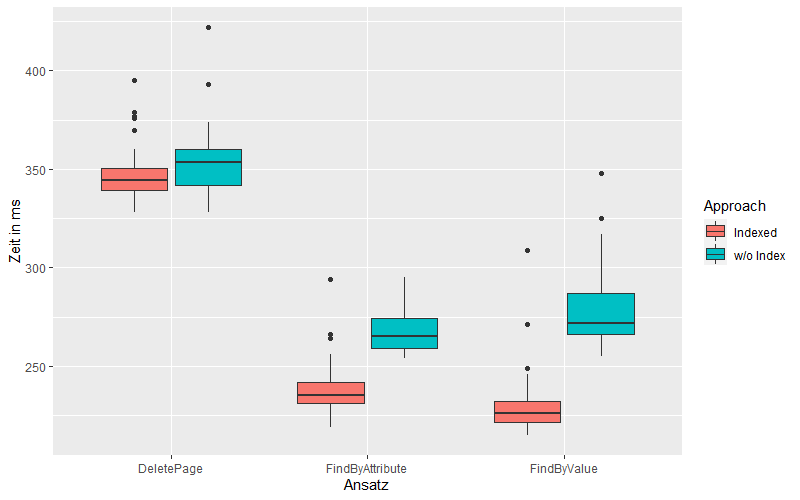 Zeit in ms
400
350
300
250
DeletePage
FindByAttribute
FindByValue
Ansatz
Approach
Indexed
w/o Index